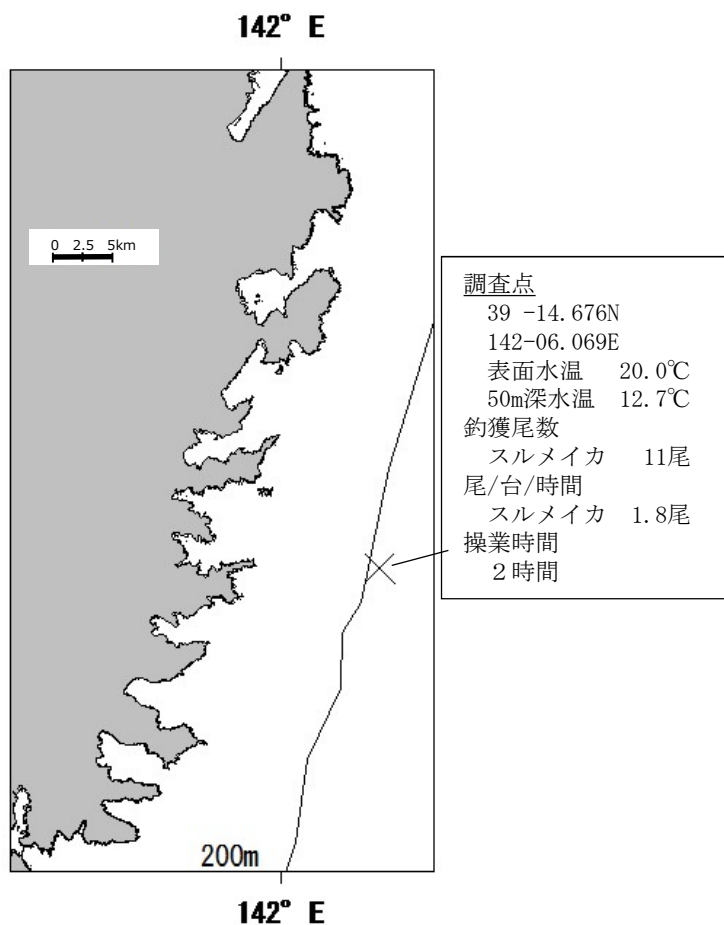 142° E
0 2.5 5km
調査点
39 -14.676N
142-06.069E
表面水温 20.0℃
50m深水温 12.7℃
釣獲尾数
スルメイカ 11尾
尾/台/時間
スルメイカ 1.8尾
操業時間
２時間
200m
142° E